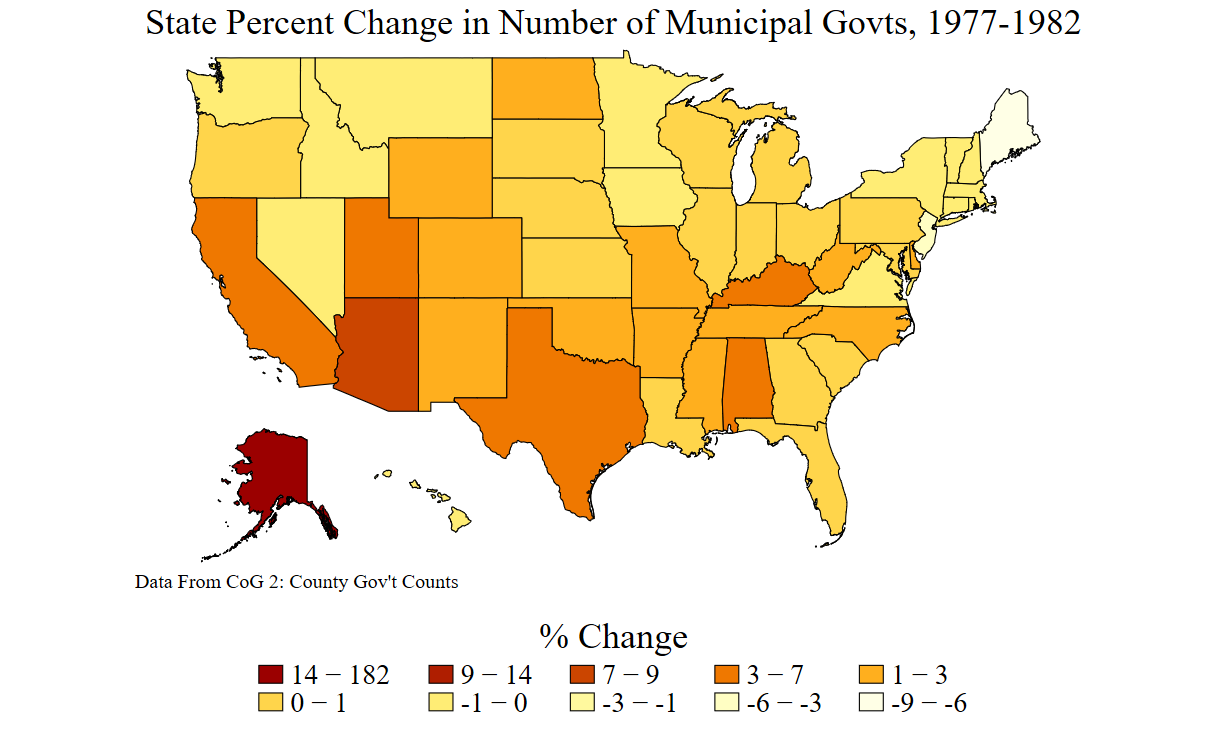 State Percent Change in Number of Municipal Govts, 1977-1982
Data From CoG 2: County Gov't Counts
% Change
14 − 182 9 − 14 7 − 9 3 − 7 1 − 3
0 − 1 -1 − 0 -3 − -1 -6 − -3 -9 − -6